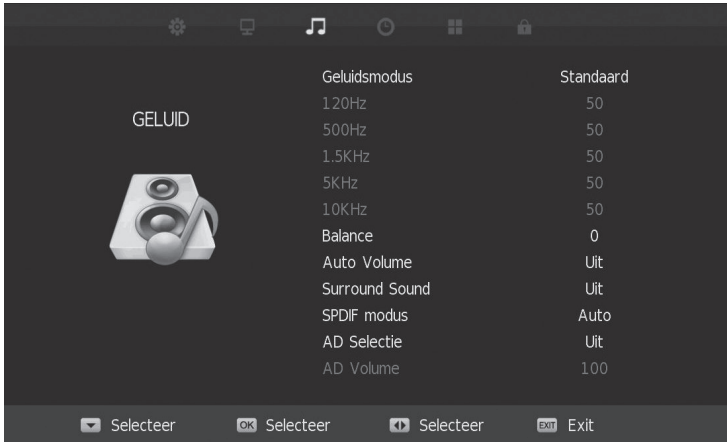 GELUID
Geluidsmodus Standaard
120Hz 50
500Hz 50
1.5KHz 50
5KHz 50
10KHz 50
Balance 0
Auto Volume Uit
Surround Sound Uit
SPDIF modus Auto
AD Selectie Uit
AD Volume 100
Selecteer OK Selecteer Selecteer EXIT Exit